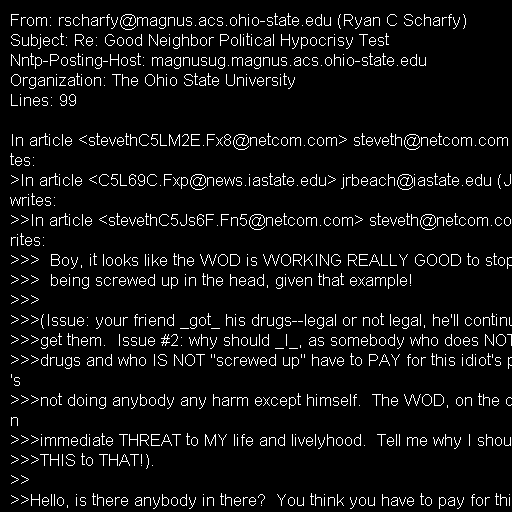 From: rscharfy@magnus.acs.ohio-state.edu (Ryan C Scharfy)
Subject: Re: Good Neighbor Political Hypocrisy Test
Nntp-Posting-Host: magnusug.magnus.acs.ohio-state.edu
Organization: The Ohio State University
Lines: 99

In article <stevethC5LM2E.Fx8@netcom.com> steveth@netcom.com
tes:
>In article <C5L69C.Fxp@news.iastate.edu> jrbeach@iastate.edu (J
writes:
>>In article <stevethC5Js6F.Fn5@netcom.com> steveth@netcom.co
rites:
>>>  Boy, it looks like the WOD is WORKING REALLY GOOD to stop
>>>  being screwed up in the head, given that example!
>>>
>>>(Issue: your friend _got_ his drugs--legal or not legal, he'll continu
>>>get them.  Issue #2: why should _I_, as somebody who does NOT
>>>drugs and who IS NOT "screwed up" have to PAY for this idiot's p
's
>>>not doing anybody any harm except himself.  The WOD, on the o
n
>>>immediate THREAT to MY life and livelyhood.  Tell me why I shou
>>>THIS to THAT!).
>>
>>Hello, is there anybody in there?  You think you have to pay for thi